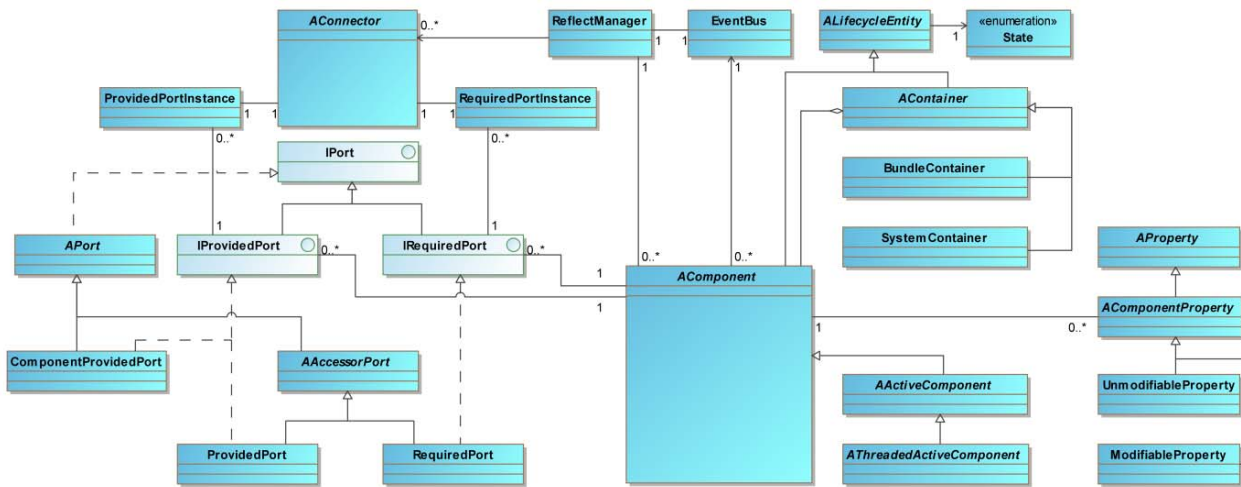 AConnector
0..*
ReflectManager
1
1
EventBus
ALifecycleEntity
1
«enumeration»
State
1
1
ProvidedPortInstance
1
1
1
1
RequiredPortInstance
AContainer
0..*
0..*
IPort
BundleContainer
1
1
APort
IProvidedPort
0..*
IRequiredPort
0..*
SystemContainer
AProperty
0..*
0..*
1
AComponent
1
AComponentProperty
1
0..*
ComponentProvidedPort
AAccessorPort
AActiveComponent
UnmodifiableProperty
ProvidedPort
RequiredPort
AThreadedActiveComponent
ModifiableProperty